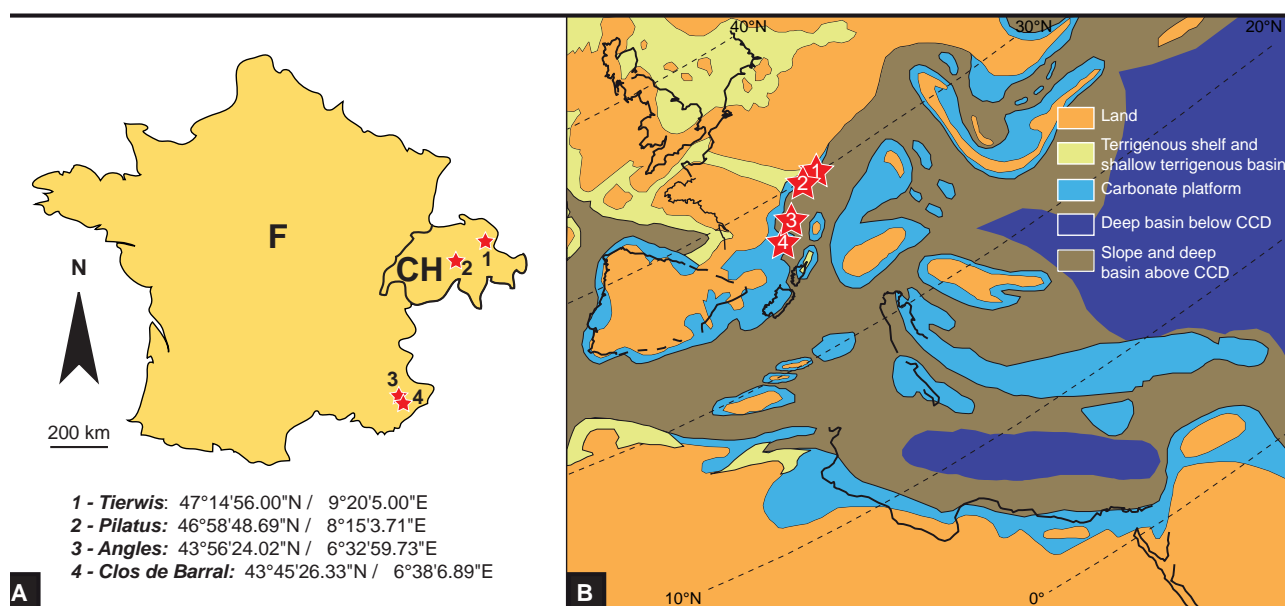 F
CH
1
2
N
3
4
200 km
1 - Tierwis: 47°14'56.00"N / 9°20'5.00"E
2 - Pilatus: 46°58'48.69"N / 8°15'3.71"E
3 - Angles: 43°56'24.02"N / 6°32'59.73"E
4 - Clos de Barral: 43°45'26.33"N / 6°38'6.89"E
A
40°N
30°N
20°N
Land
Terrigenous shelf and
shallow terrigenous basin
Carbonate platform
Deep basin below CCD
Slope and deep
basin above CCD
1
2
3
4
B
10°N
0°